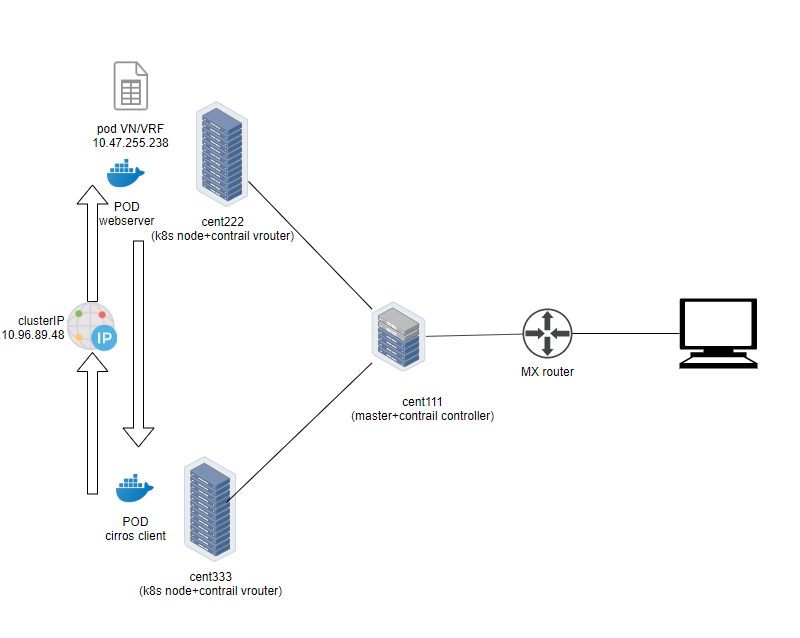 pod VN/VRF
10.47.255.238
POD
webserver
cent222
(k8s node+contrail vrouter)
clusterIP
10.96.89.48
IP
cent111
(master+contrail controller)
MX router
POD
cirros client
cent333
(k8s node+contrail vrouter)